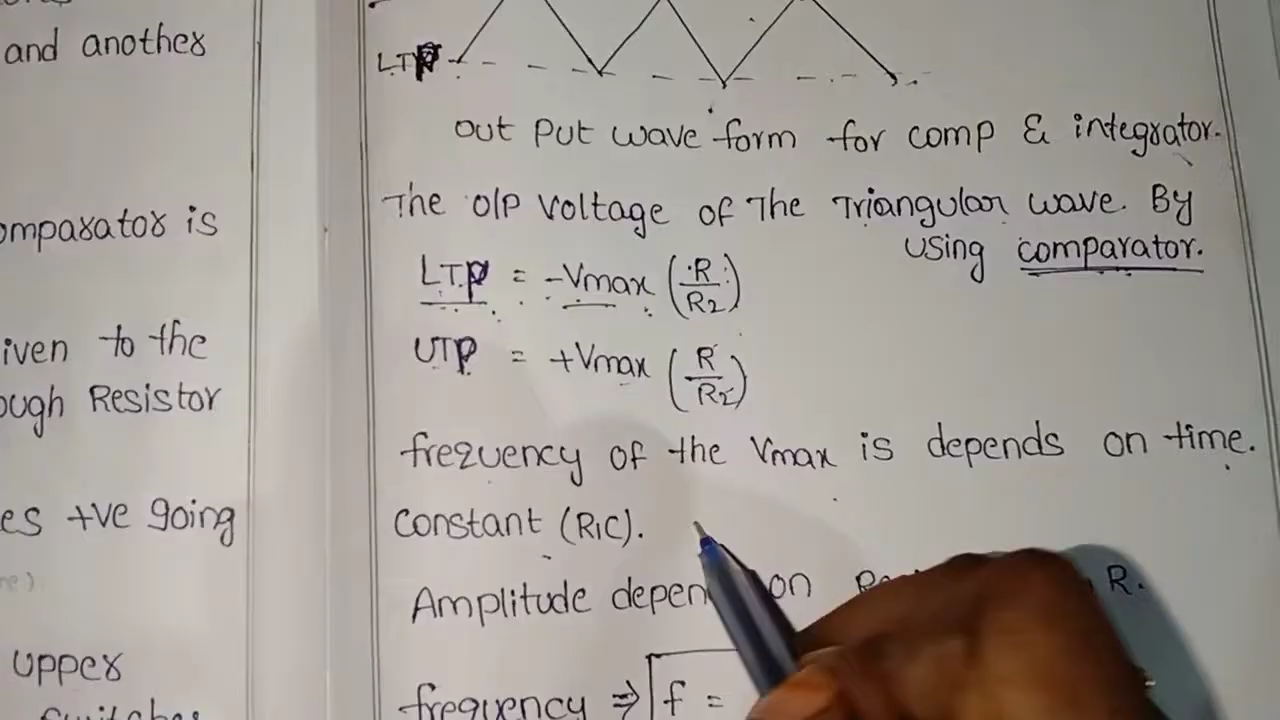 and another
omparator is
iven to the
ough Resistor
es +ve going
upper
LTP
out put wave form for comp & integrator.
The o/p voltage of The Triangular wave. By
using comparator.
LTP = -Vmax (R/R2)
UTP = +Vmax (R/R2)
frequency of the Vmax is depends on time.
constant (R1C).
Amplitude depen on R.
frequency ⇒ f =